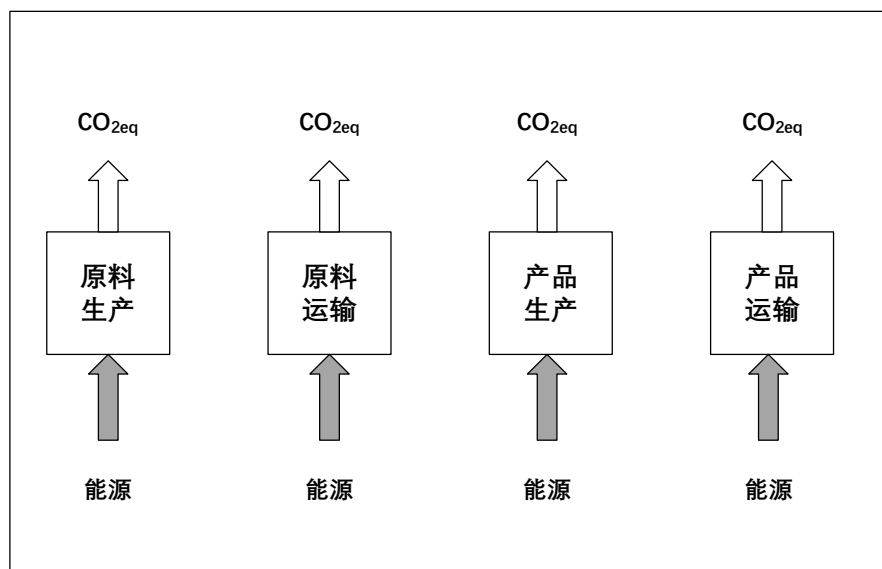 CO2eq CO2eq CO2eq CO2eq
原料 原料 产品 产品
生产 运输 生产 运输
能源 能源 能源 能源